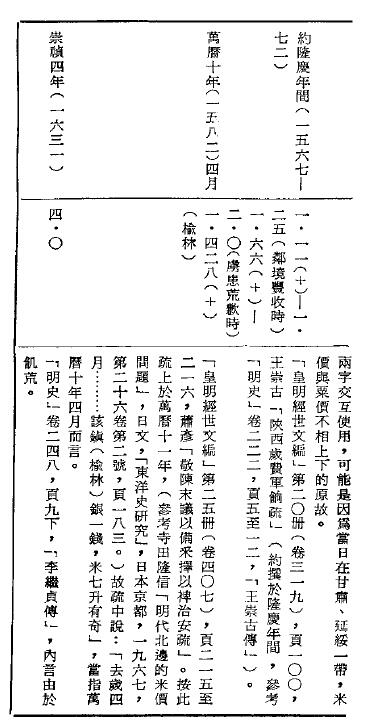 兩字交互使用,可能是因為當日在甘肅、延綏一帶,米
價與粟價不相上下的原故。
約隆慶年間(一五六七—
七二)
一・一一(+)—一・
二五(鄰境豐收時)
一・六六(+)—
二・〇(虜患荒歉時)
「皇明經世文編」第二〇冊(卷三一九),頁一〇〇,
王崇古「陝西歲費軍餉疏」(約撰於隆慶年間,參考
「明史」卷二二二,頁五至一二,「王崇古傳」)。
萬曆十年(一五八二)四月
一・四二八(+)
(榆林)
「皇明經世文編」第二五冊(卷四〇七),頁二一五至
二一六,蕭彥「敬陳末議以備采擇以裨治安疏」。按此
疏上於萬曆十一年,(參考寺田隆信「明代北邊的米價
問題」,日文,「東洋史研究」,日本京都,一九六七,
第二十六卷第二號,頁一八三。)故疏中說:「去歲四
月………該鎮(榆林)銀一錢,米七升有奇」,當指萬
曆十年四月而言。
崇禎四年(一六三一)
四・〇
「明史」卷二四八,頁九下,「李繼貞傳」,內言由於
飢荒。